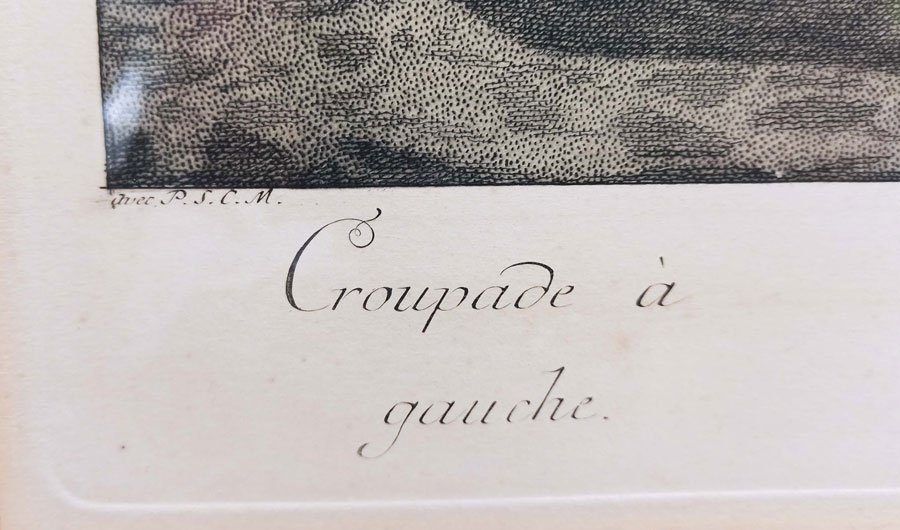 avec P. S. C. M.
Croupade à
gauche.